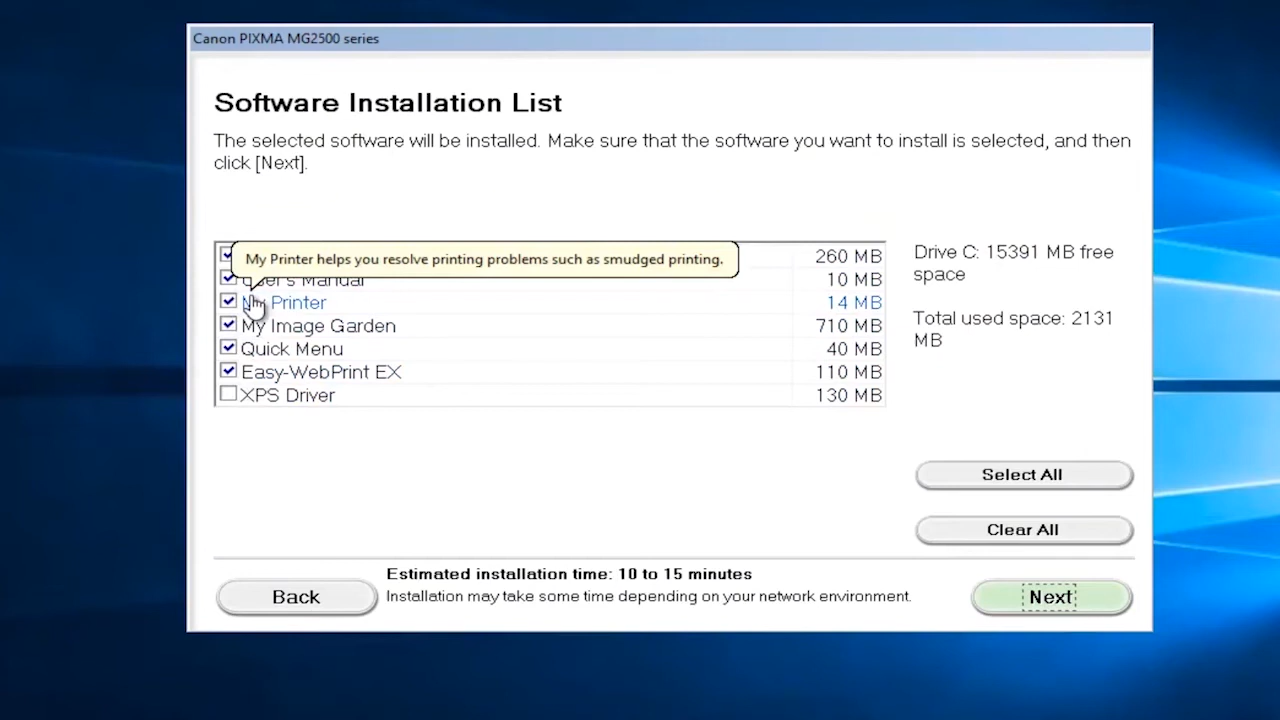 Canon PIXMA MG2500 series
Software Installation List
The selected software will be installed. Make sure that the software you want to install is selected, and then
click [Next].
My Printer helps you resolve printing problems such as smudged printing.
260 MB
User's Manual 10 MB
My Printer 14 MB
My Image Garden 710 MB
Quick Menu 40 MB
Easy-WebPrint EX 110 MB
XPS Driver 130 MB
Drive C: 15391 MB free
space
Total used space: 2131
MB
Select All
Clear All
Estimated installation time: 10 to 15 minutes
Installation may take some time depending on your network environment.
Back
Next